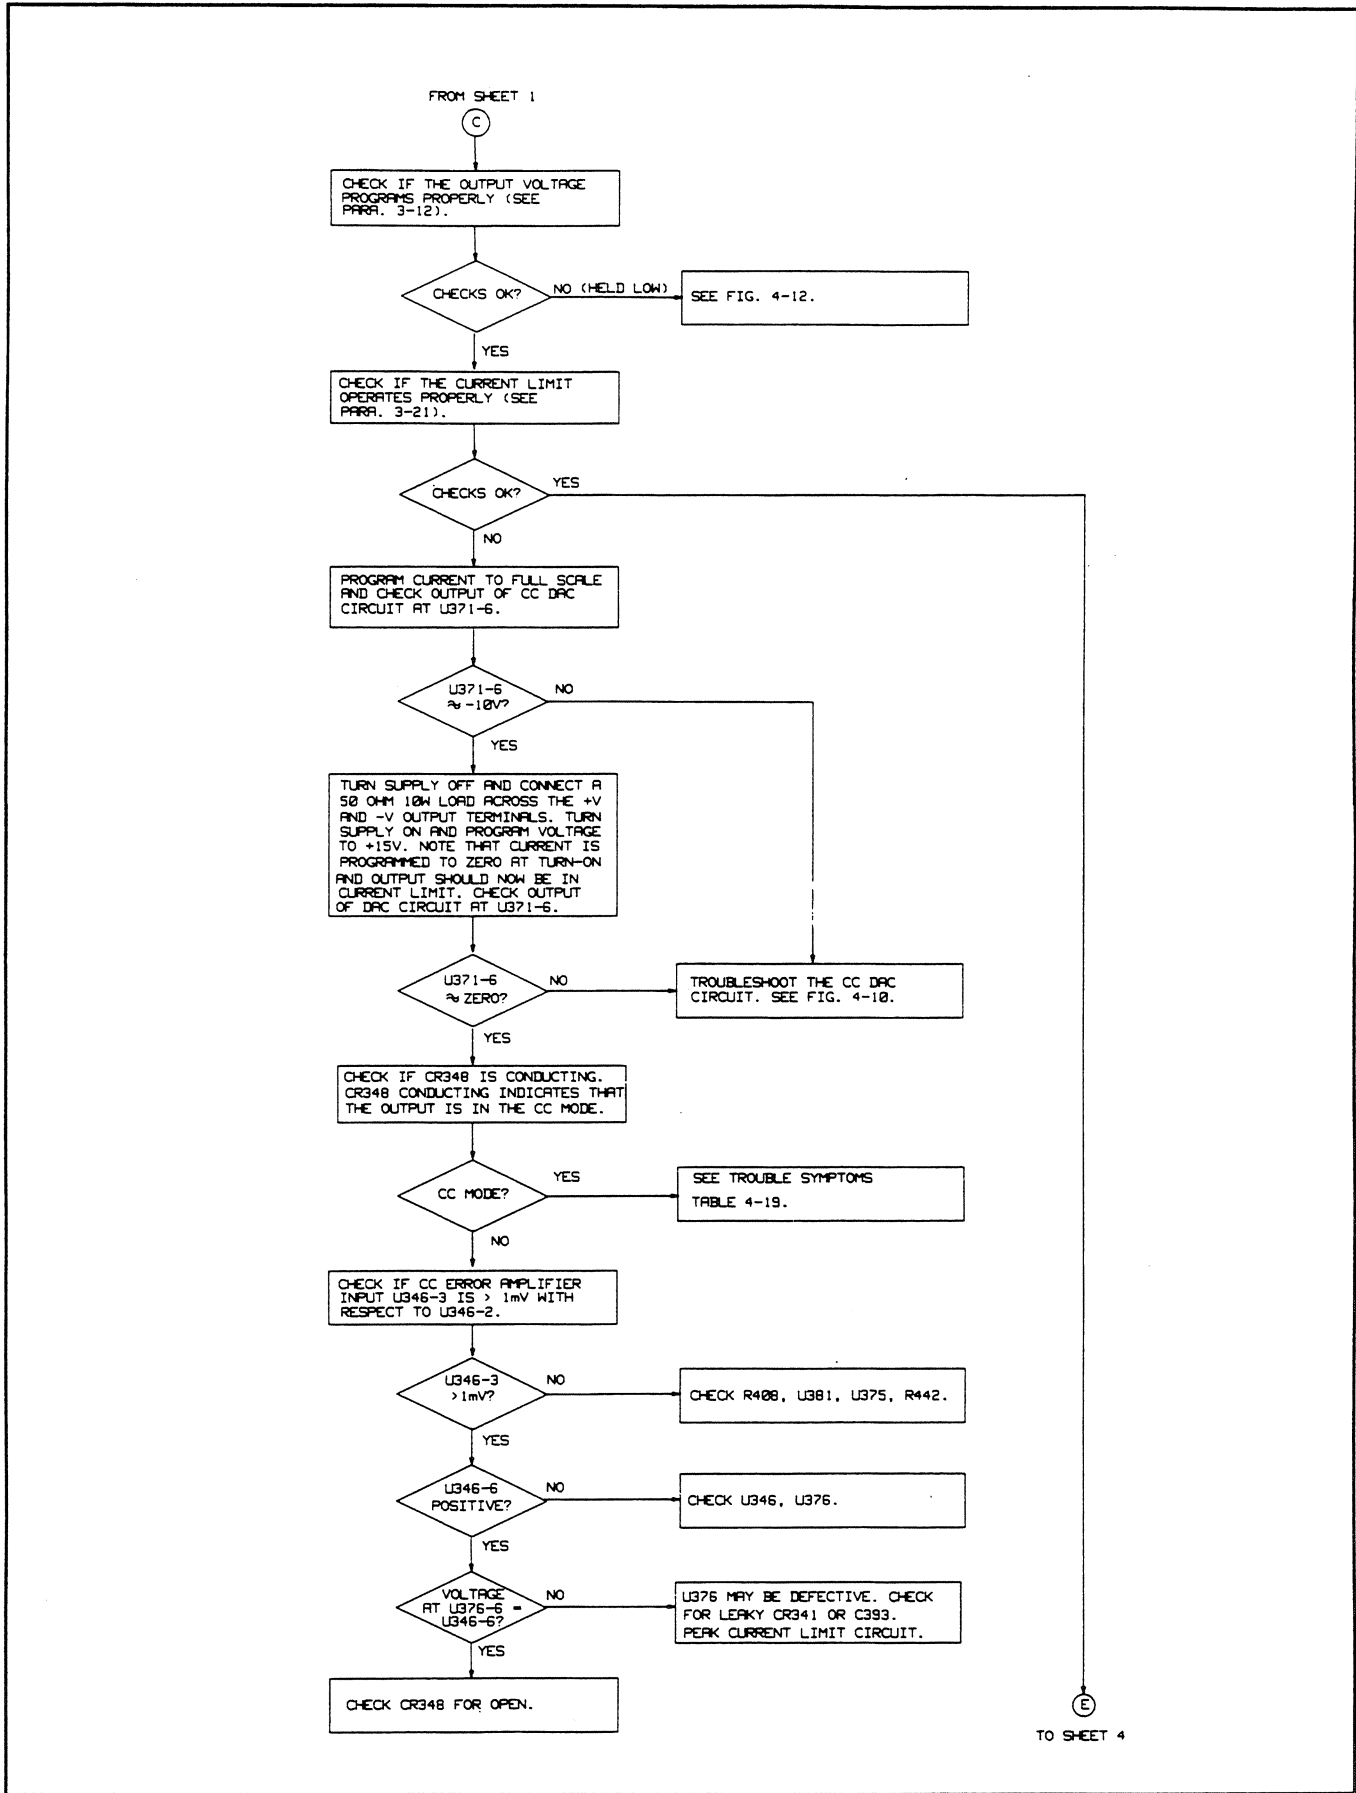 FROM SHEET 1
C
CHECK IF THE OUTPUT VOLTAGE
PROGRAMS PROPERLY (SEE
PARA. 3-12).
CHECKS OK?
NO (HELD LOW)
SEE FIG. 4-12.
YES
CHECK IF THE CURRENT LIMIT
OPERATES PROPERLY (SEE
PARA. 3-21).
CHECKS OK?
YES
NO
PROGRAM CURRENT TO FULL SCALE
AND CHECK OUTPUT OF CC DAC
CIRCUIT AT U371-6.
U371-6
≈ -10V?
NO
YES
TURN SUPPLY OFF AND CONNECT A
50 OHM 10W LOAD ACROSS THE +V
AND -V OUTPUT TERMINALS. TURN
SUPPLY ON AND PROGRAM VOLTAGE
TO +15V. NOTE THAT CURRENT IS
PROGRAMMED TO ZERO AT TURN-ON
AND OUTPUT SHOULD NOW BE IN
CURRENT LIMIT. CHECK OUTPUT
OF DAC CIRCUIT AT U371-6.
U371-6
≈ ZERO?
NO
TROUBLESHOOT THE CC DAC
CIRCUIT. SEE FIG. 4-10.
YES
CHECK IF CR348 IS CONDUCTING.
CR348 CONDUCTING INDICATES THAT
THE OUTPUT IS IN THE CC MODE.
CC MODE?
YES
SEE TROUBLE SYMPTOMS
TABLE 4-19.
NO
CHECK IF CC ERROR AMPLIFIER
INPUT U346-3 IS > 1mV WITH
RESPECT TO U346-2.
U346-3
>1mV?
NO
CHECK R408, U381, U375, R442.
YES
U346-6
POSITIVE?
NO
CHECK U346, U376.
YES
VOLTAGE
AT U376-6 =
U346-6?
NO
U376 MAY BE DEFECTIVE. CHECK
FOR LEAKY CR341 OR C393.
PEAK CURRENT LIMIT CIRCUIT.
YES
CHECK CR348 FOR OPEN.
E
TO SHEET 4